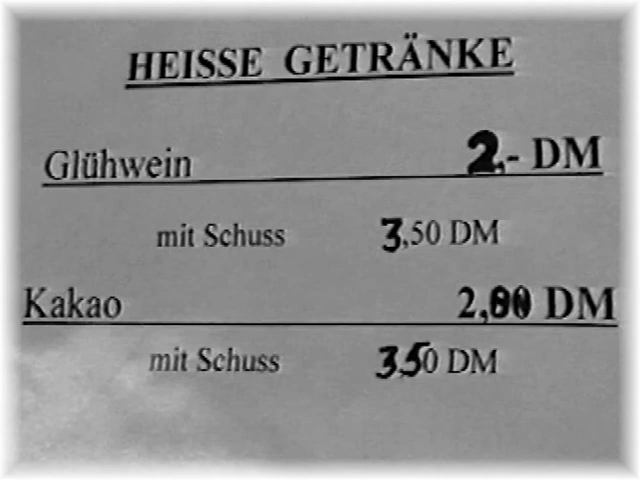 HEISSE GETRÄNKE
Glühwein 2,- DM
mit Schuss 3,50 DM
Kakao 2,00 DM
mit Schuss 3,50 DM